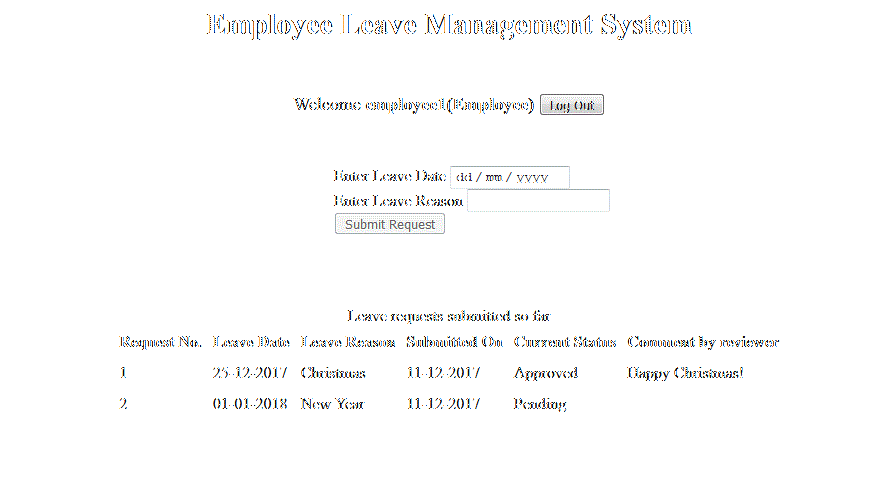 Employee Leave Management System
Welcome employee1(Employee) Log Out
Enter Leave Date dd / mm / yyyy
Enter Leave Reason
Submit Request
Leave requests submitted so far
Request No. Leave Date Leave Reason Submitted On Current Status Comment by reviewer
1 25-12-2017 Christmas 11-12-2017 Approved Happy Christmas!
2 01-01-2018 New Year 11-12-2017 Pending